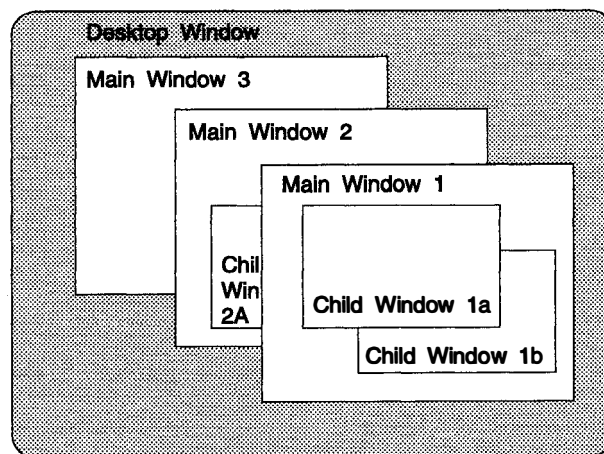 Desktop Window
Main Window 3
Main Window 2
Main Window 1
Chil
Win
2A
Child Window 1a
Child Window 1b